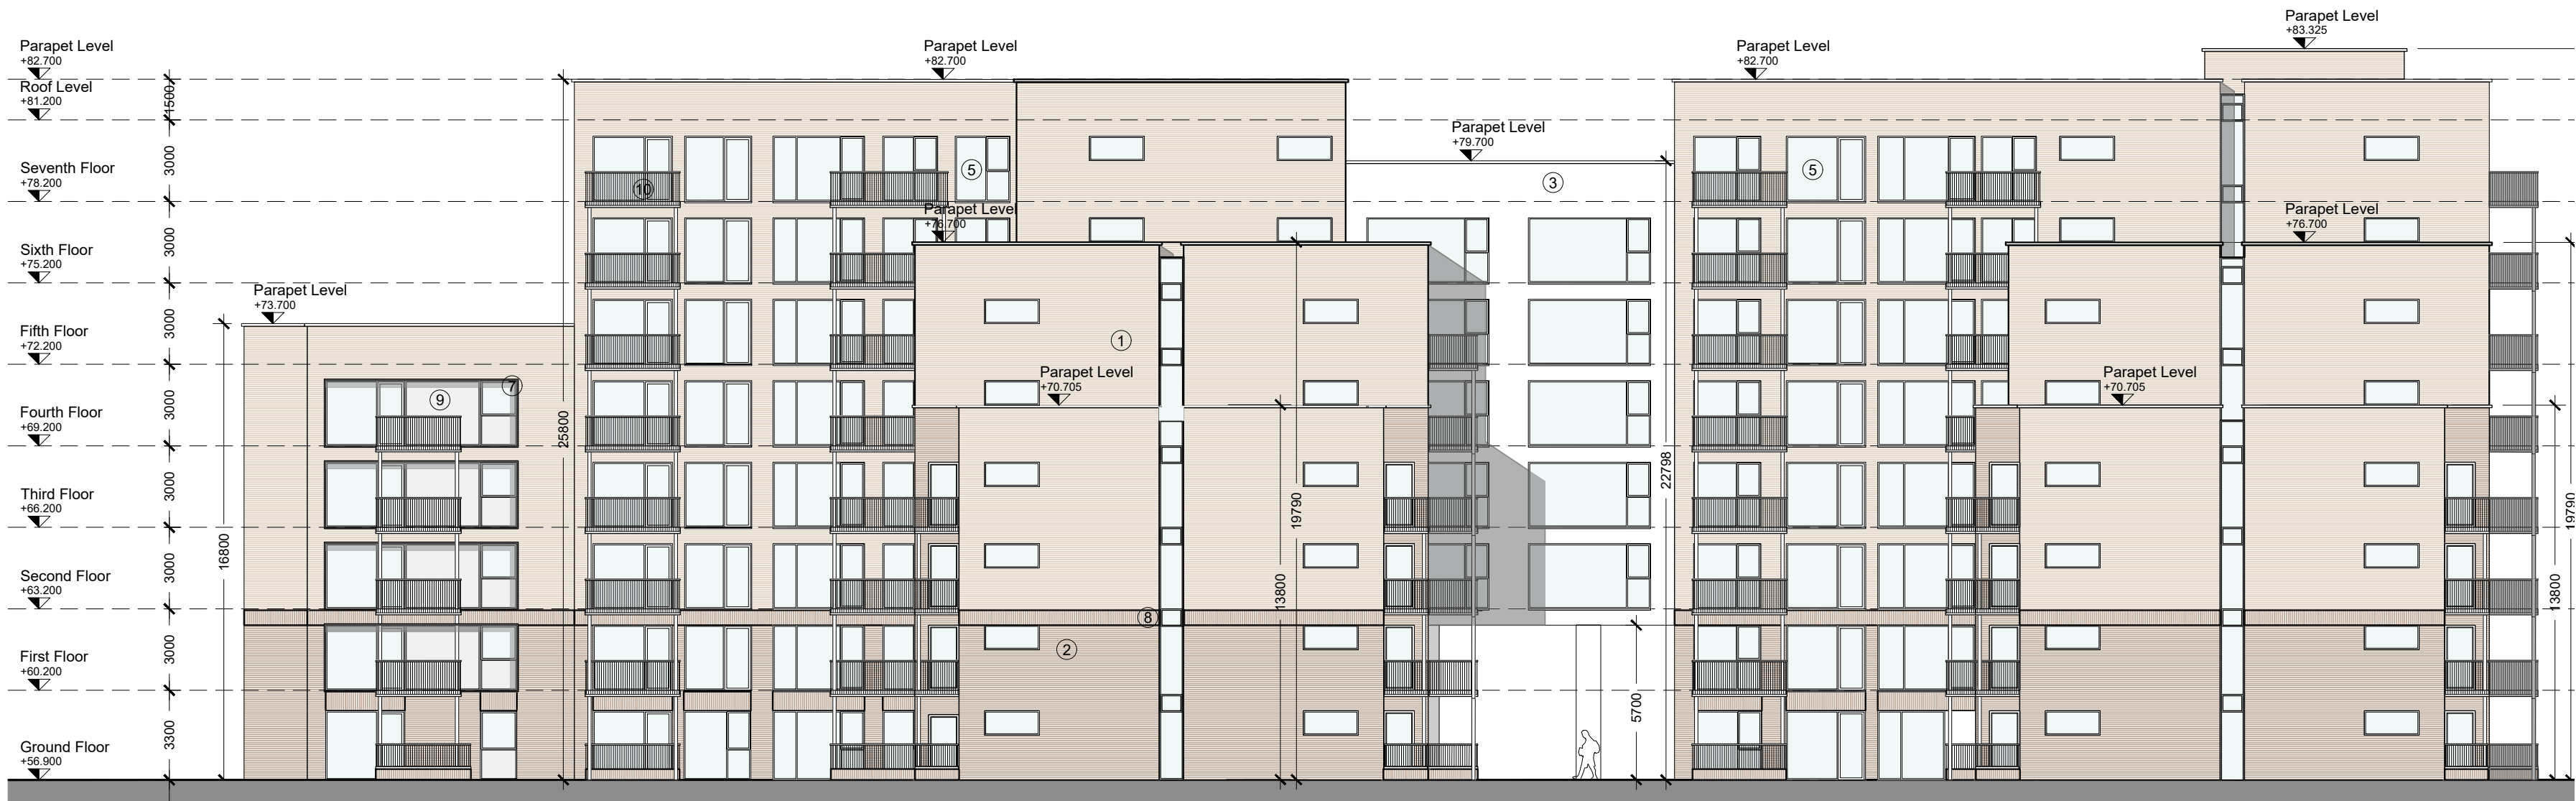 Parapet Level
+83.325
Parapet Level
+82.700
Parapet Level
+82.700
Parapet Level
+82.700
Roof Level
+81.200
1500
Parapet Level
+79.700
3000
Seventh Floor
+78.200
5
10
3
5
Parapet Level
+76.700
Parapet Level
+76.700
3000
Sixth Floor
+75.200
Parapet Level
+73.700
3000
Fifth Floor
+72.200
1
Parapet Level
+70.705
Parapet Level
+70.705
7
9
3000
Fourth Floor
+69.200
25800
22798
3000
Third Floor
+66.200
19790
19790
16800
3000
Second Floor
+63.200
13800
13800
8
2
3000
First Floor
+60.200
5700
3300
Ground Floor
+56.900